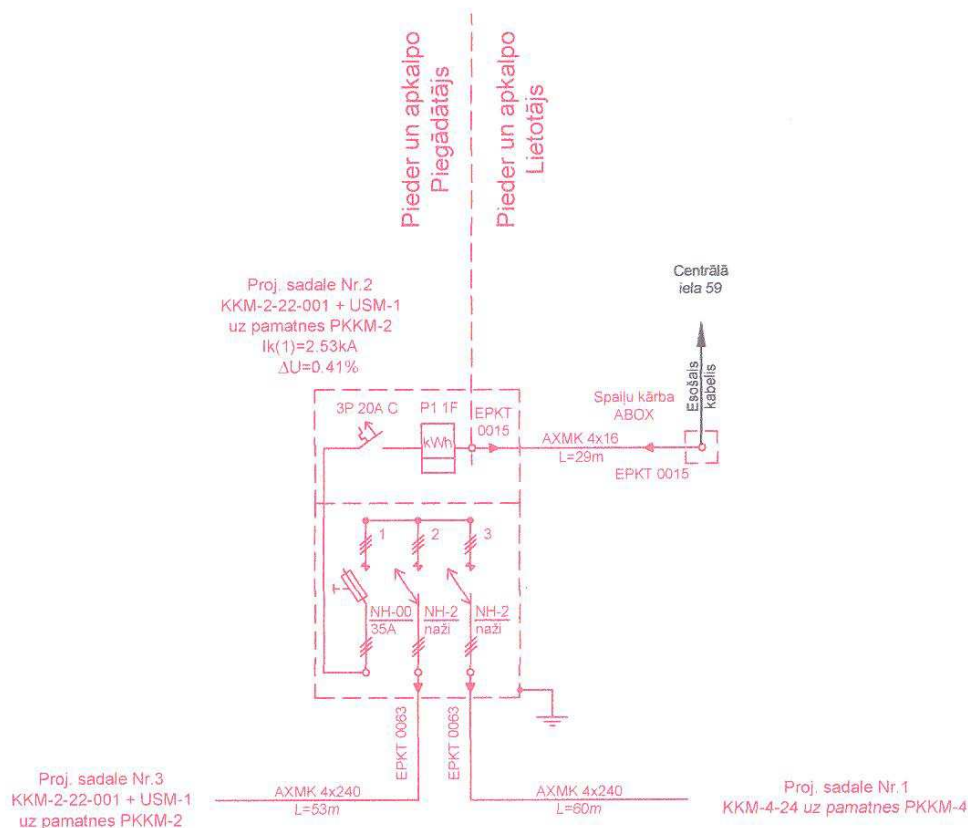 Pieder un apkalpo
Piegādātājs
Pieder un apkalpo
Lietotājs
Proj. sadale Nr.2
KKM-2-22-001 + USM-1
uz pamatnes PKKM-2
Ik(1)=2.53kA
ΔU=0.41%
Centrālā
iela 59
Esošais
kabelis
3P 20A C
P1 1F
kWh
EPKT
0015
Spaiļu kārba
ABOX
AXMK 4x16
L=29m
EPKT 0015
1
2
3
NH-00
35A
NH-2
naži
NH-2
naži
EPKT 0063
EPKT 0063
Proj. sadale Nr.3
KKM-2-22-001 + USM-1
uz pamatnes PKKM-2
AXMK 4x240
L=53m
AXMK 4x240
L=60m
Proj. sadale Nr.1
KKM-4-24 uz pamatnes PKKM-4